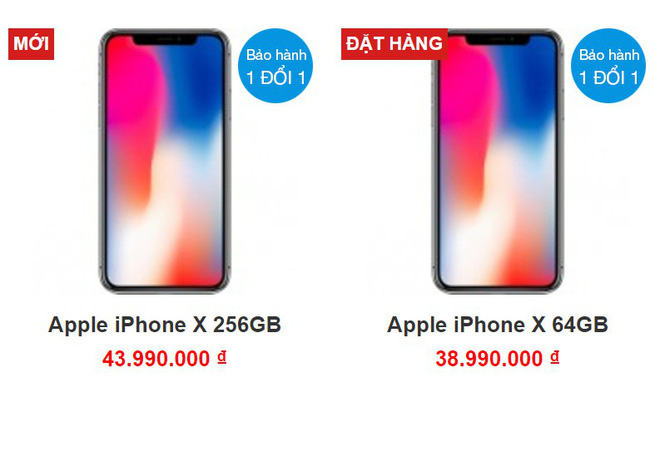 MỚI
Bảo hành
1 ĐỔI 1
Apple iPhone X 256GB
43.990.000 ₫
ĐẶT HÀNG
Bảo hành
1 ĐỔI 1
Apple iPhone X 64GB
38.990.000 ₫